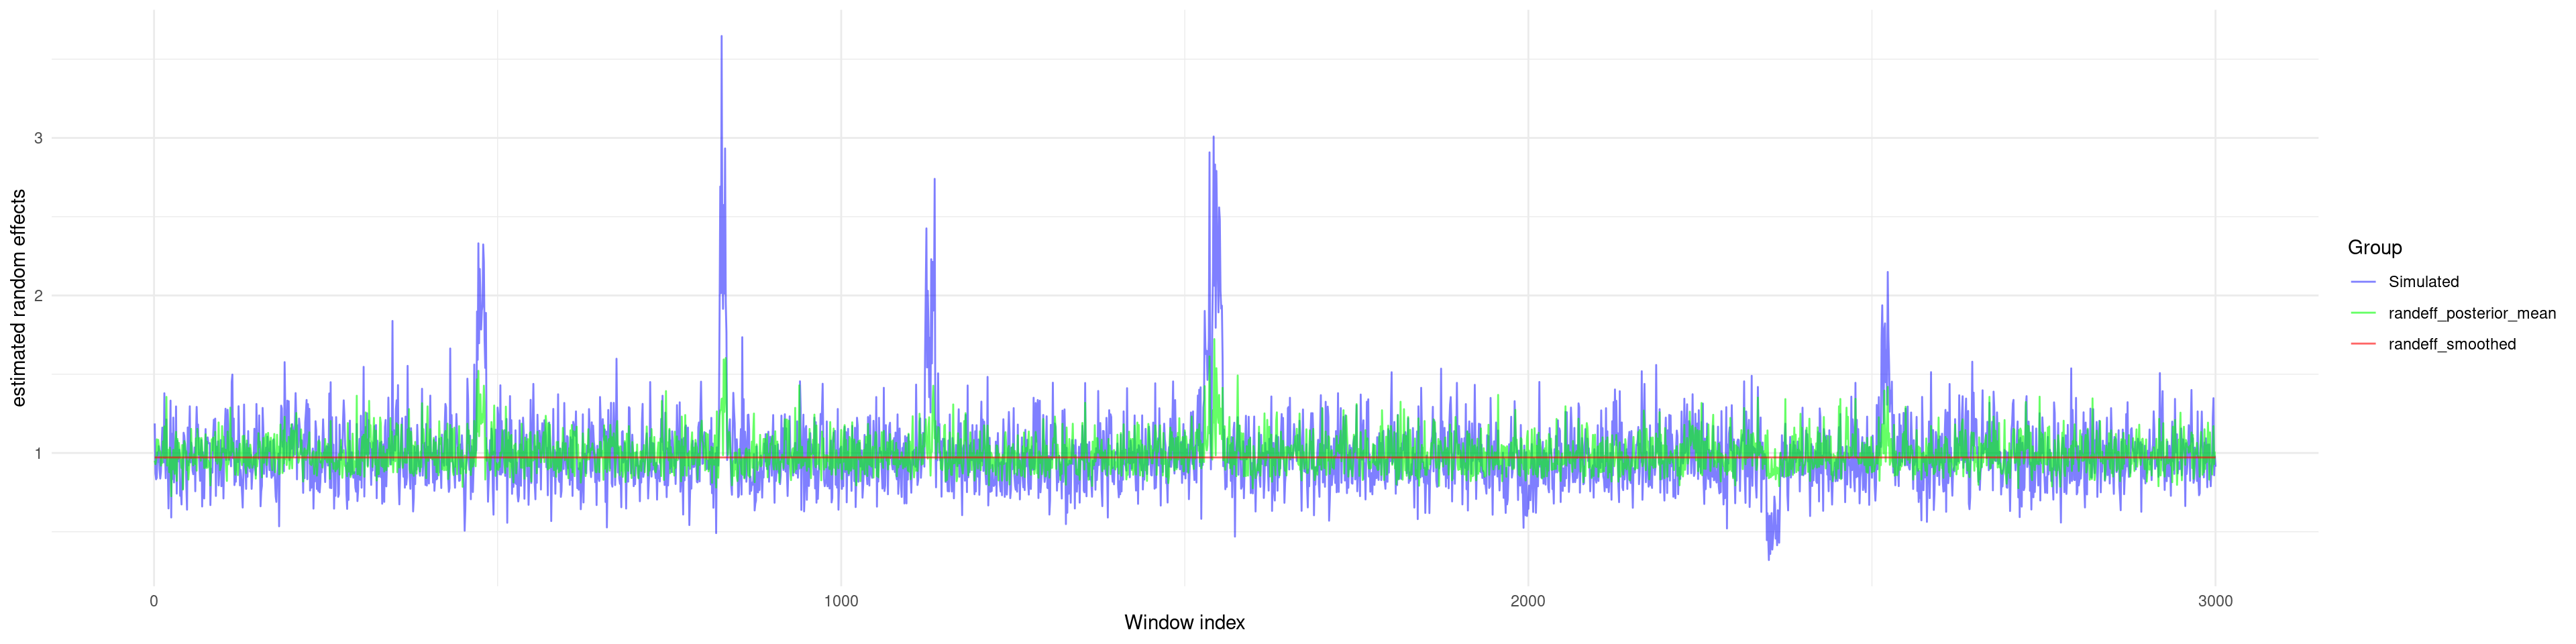 estimated random effects
3
2
1
0
1000
2000
3000
Window index
Group
Simulated
randeff_posterior_mean
randeff_smoothed